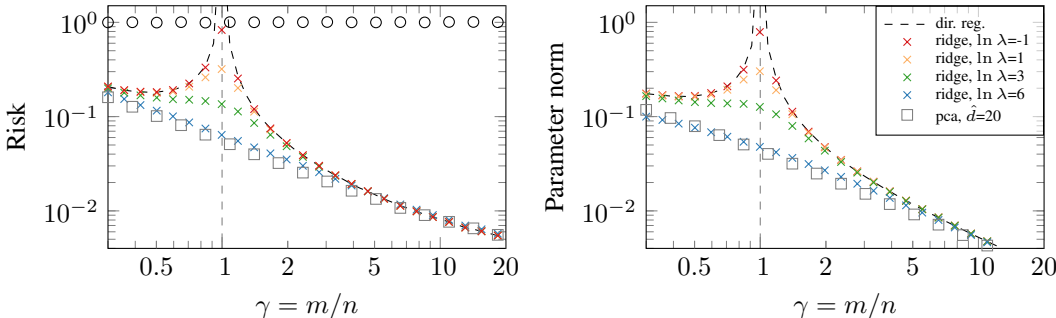 10^0
10^−1
10^−2
Risk
0.5 1 2 5 10 20
γ = m/n
10^0
10^−1
10^−2
Parameter norm
dir. reg.
ridge, ln λ=-1
ridge, ln λ=1
ridge, ln λ=3
ridge, ln λ=6
pca, d̂=20
0.5 1 2 5 10 20
γ = m/n